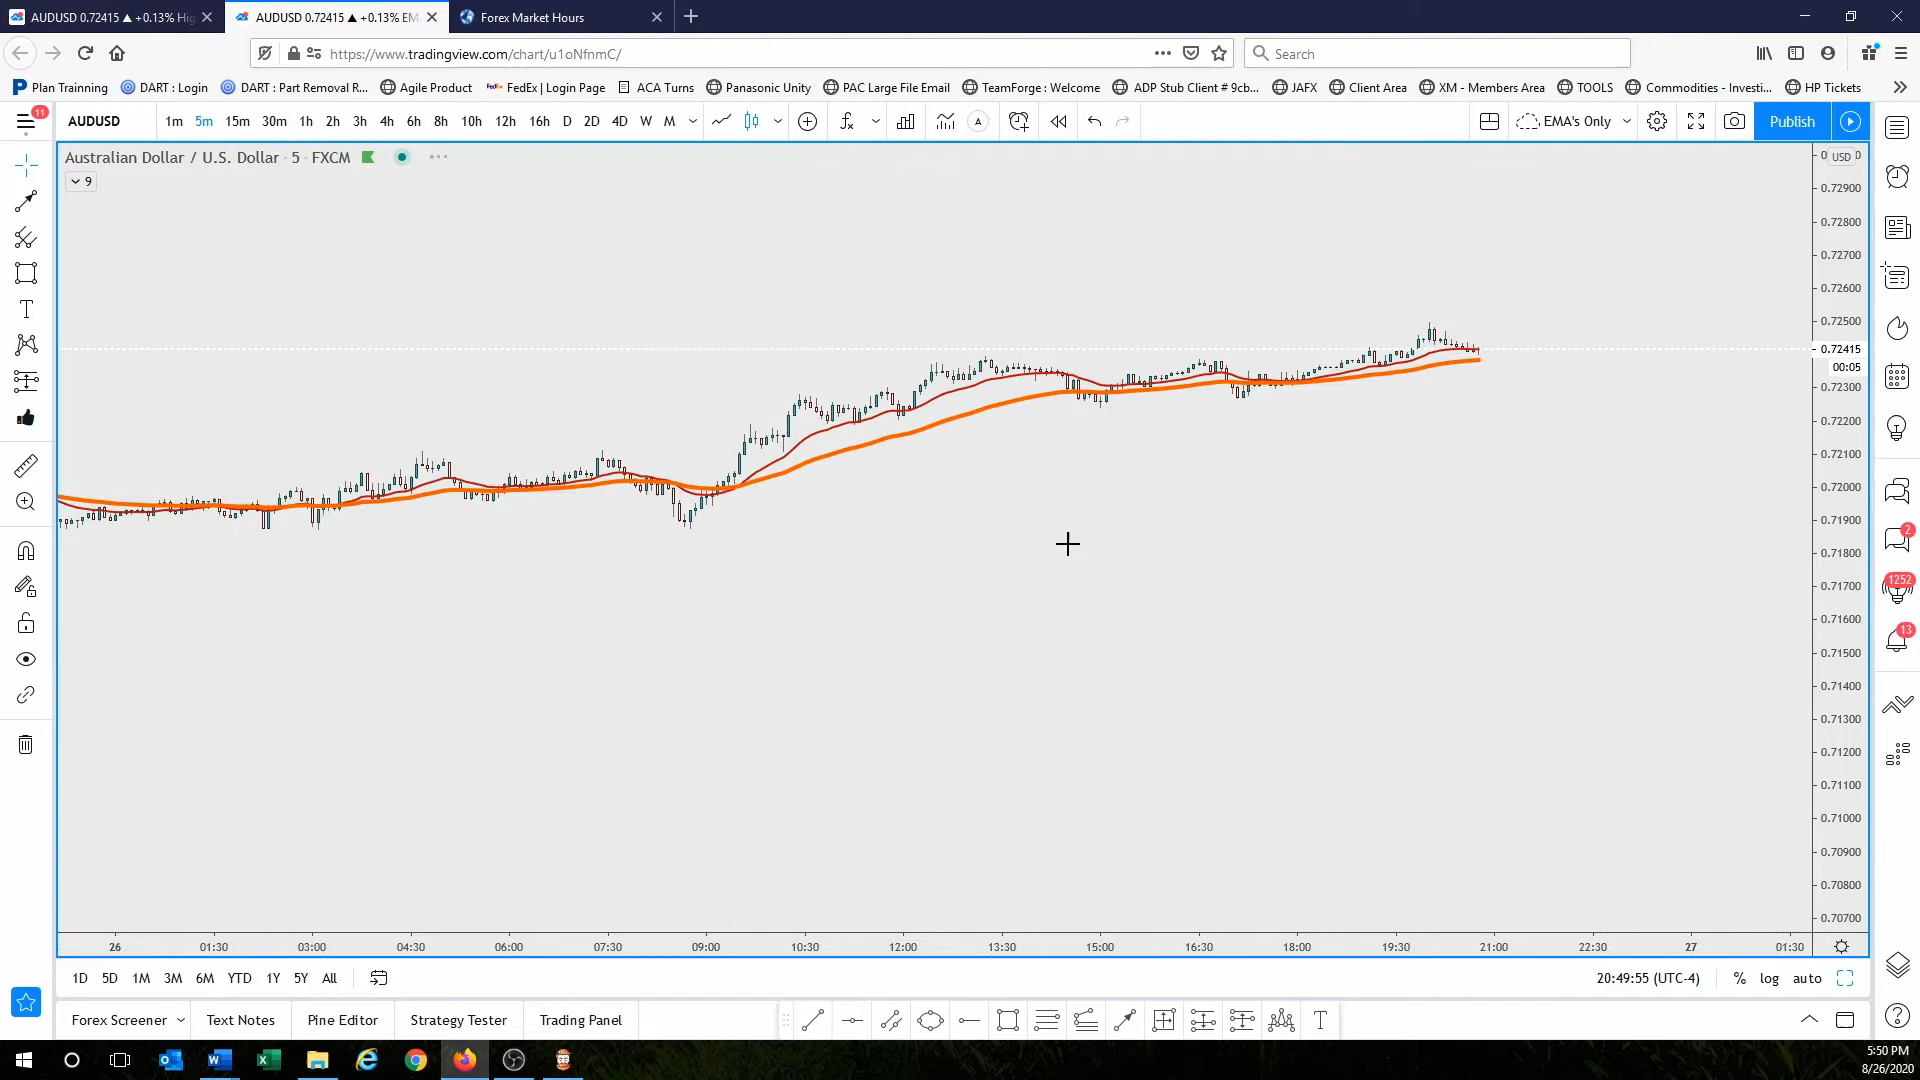 AUDUSD 0.72415 ▲ +0.13% Hig
AUDUSD 0.72415 ▲ +0.13% EM
Forex Market Hours
https://www.tradingview.com/chart/u1oNfnmC/
Search
Plan Trainning
DART : Login
DART : Part Removal R...
Agile Product
FedEx | Login Page
ACA Turns
Panasonic Unity
PAC Large File Email
TeamForge : Welcome
ADP Stub Client # 9cb...
JAFX
Client Area
XM - Members Area
TOOLS
Commodities - Investi...
HP Tickets
11
AUDUSD
1m 5m 15m 30m 1h 2h 3h 4h 6h 8h 10h 12h 16h D 2D 4D W M
A
EMA's Only
Publish
Australian Dollar / U.S. Dollar · 5 · FXCM
9
USD
0.72900
0.72800
0.72700
0.72600
0.72500
0.72415
00:05
0.72300
0.72200
0.72100
0.72000
0.71900
0.71800
0.71700
0.71600
0.71500
0.71400
0.71300
0.71200
0.71100
0.71000
0.70900
0.70800
0.70700
2
1252
13
26 01:30 03:00 04:30 06:00 07:30 09:00 10:30 12:00 13:30 15:00 16:30 18:00 19:30 21:00 22:30 27 01:30
1D 5D 1M 3M 6M YTD 1Y 5Y All
20:49:55 (UTC-4)
% log auto
Forex Screener
Text Notes
Pine Editor
Strategy Tester
Trading Panel
5:50 PM
8/26/2020